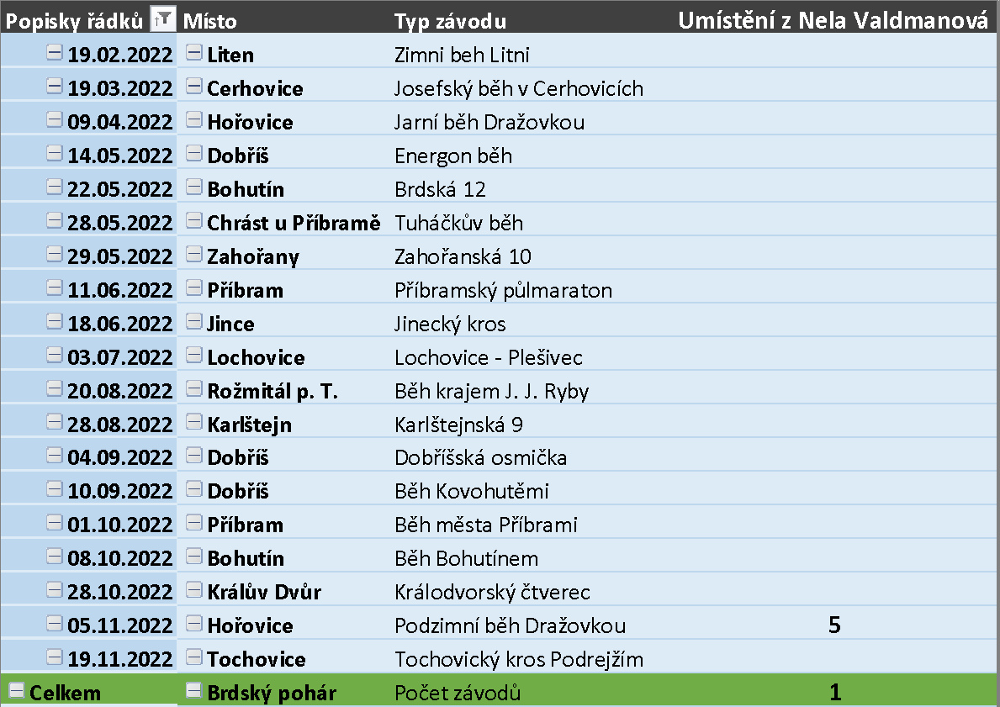 Popisky řádků Místo Typ závodu Umístění z Nela Valdmanová
19.02.2022 Liten Zimni beh Litni
19.03.2022 Cerhovice Josefský běh v Cerhovicích
09.04.2022 Hořovice Jarní běh Dražovkou
14.05.2022 Dobříš Energon běh
22.05.2022 Bohutín Brdská 12
28.05.2022 Chrást u Příbramě Tuháčkův běh
29.05.2022 Zahořany Zahořanská 10
11.06.2022 Příbram Příbramský půlmaraton
18.06.2022 Jince Jinecký kros
03.07.2022 Lochovice Lochovice - Plešivec
20.08.2022 Rožmitál p. T. Běh krajem J. J. Ryby
28.08.2022 Karlštejn Karlštejnská 9
04.09.2022 Dobříš Dobříšská osmička
10.09.2022 Dobříš Běh Kovohutěmi
01.10.2022 Příbram Běh města Příbrami
08.10.2022 Bohutín Běh Bohutínem
28.10.2022 Králův Dvůr Králodvorský čtverec
05.11.2022 Hořovice Podzimní běh Dražovkou 5
19.11.2022 Tochovice Tochovický kros Podrejžím
Celkem Brdský pohár Počet závodů 1